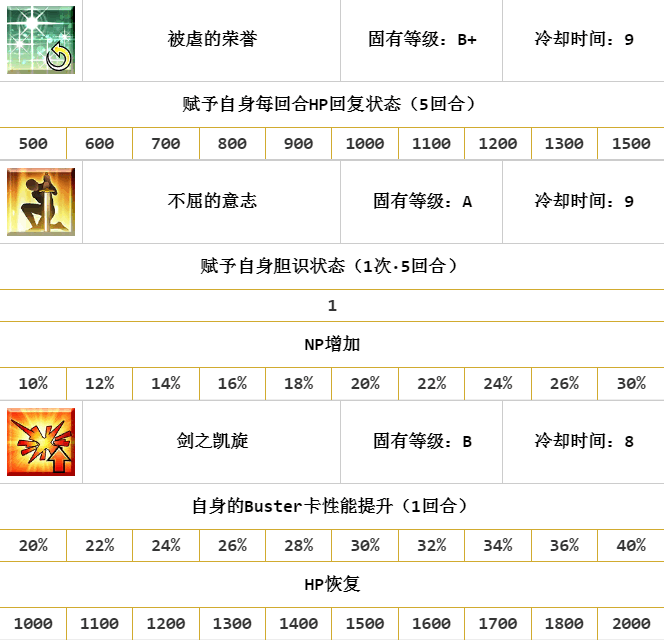 被虐的荣誉 固有等级：B+ 冷却时间：9
赋予自身每回合HP回复状态（5回合）
500 600 700 800 900 1000 1100 1200 1300 1500
不屈的意志 固有等级：A 冷却时间：9
赋予自身胆识状态（1次·5回合）
1
NP增加
10% 12% 14% 16% 18% 20% 22% 24% 26% 30%
剑之凯旋 固有等级：B 冷却时间：8
自身的Buster卡性能提升（1回合）
20% 22% 24% 26% 28% 30% 32% 34% 36% 40%
HP恢复
1000 1100 1200 1300 1400 1500 1600 1700 1800 2000